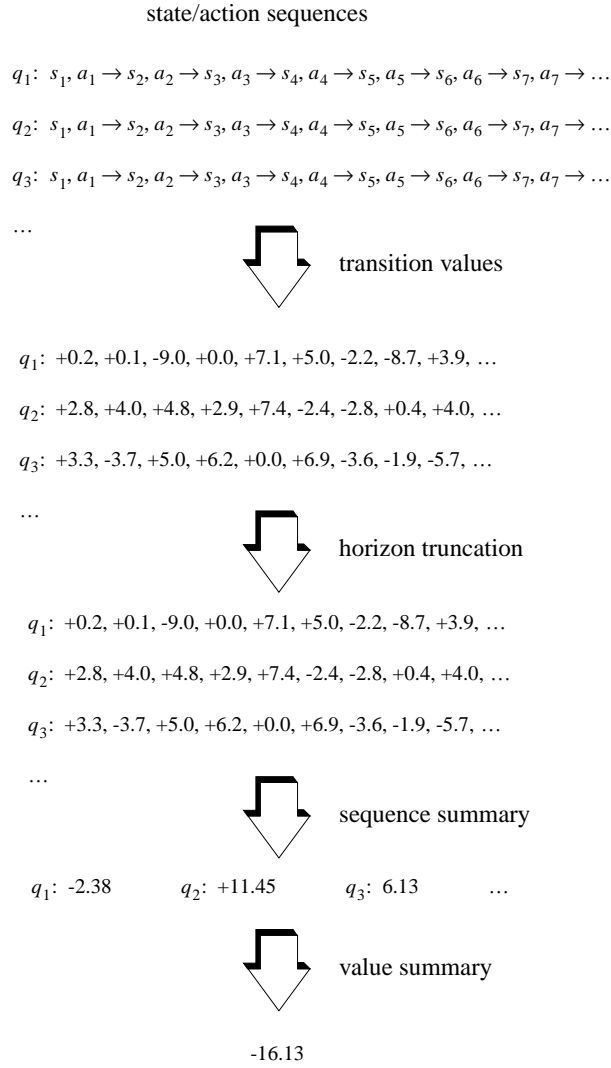 state/action sequences
q₁: s₁, a₁ → s₂, a₂ → s₃, a₃ → s₄, a₄ → s₅, a₅ → s₆, a₆ → s₇, a₇ → …
q₂: s₁, a₁ → s₂, a₂ → s₃, a₃ → s₄, a₄ → s₅, a₅ → s₆, a₆ → s₇, a₇ → …
q₃: s₁, a₁ → s₂, a₂ → s₃, a₃ → s₄, a₄ → s₅, a₅ → s₆, a₆ → s₇, a₇ → …
…
transition values
q₁: +0.2, +0.1, -9.0, +0.0, +7.1, +5.0, -2.2, -8.7, +3.9, …
q₂: +2.8, +4.0, +4.8, +2.9, +7.4, -2.4, -2.8, +0.4, +4.0, …
q₃: +3.3, -3.7, +5.0, +6.2, +0.0, +6.9, -3.6, -1.9, -5.7, …
…
horizon truncation
q₁: +0.2, +0.1, -9.0, +0.0, +7.1, +5.0, -2.2, -8.7, +3.9, …
q₂: +2.8, +4.0, +4.8, +2.9, +7.4, -2.4, -2.8, +0.4, +4.0, …
q₃: +3.3, -3.7, +5.0, +6.2, +0.0, +6.9, -3.6, -1.9, -5.7, …
…
sequence summary
q₁: -2.38 q₂: +11.45 q₃: 6.13 …
value summary
-16.13